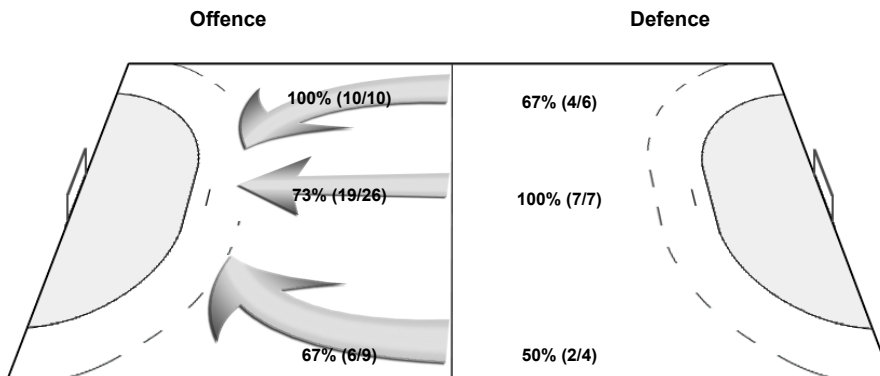 Offence Defence
100% (10/10) 67% (4/6)
73% (19/26) 100% (7/7)
67% (6/9) 50% (2/4)